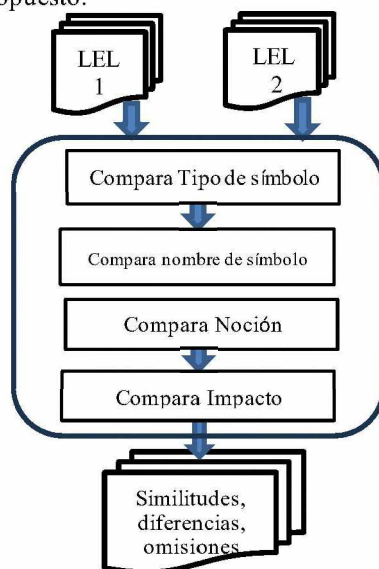 opuesto.
LEL
1
LEL
2
Compara Tipo de símbolo
Compara nombre de símbolo
Compara Noción
Compara Impacto
Similitudes,
diferencias,
omisiones